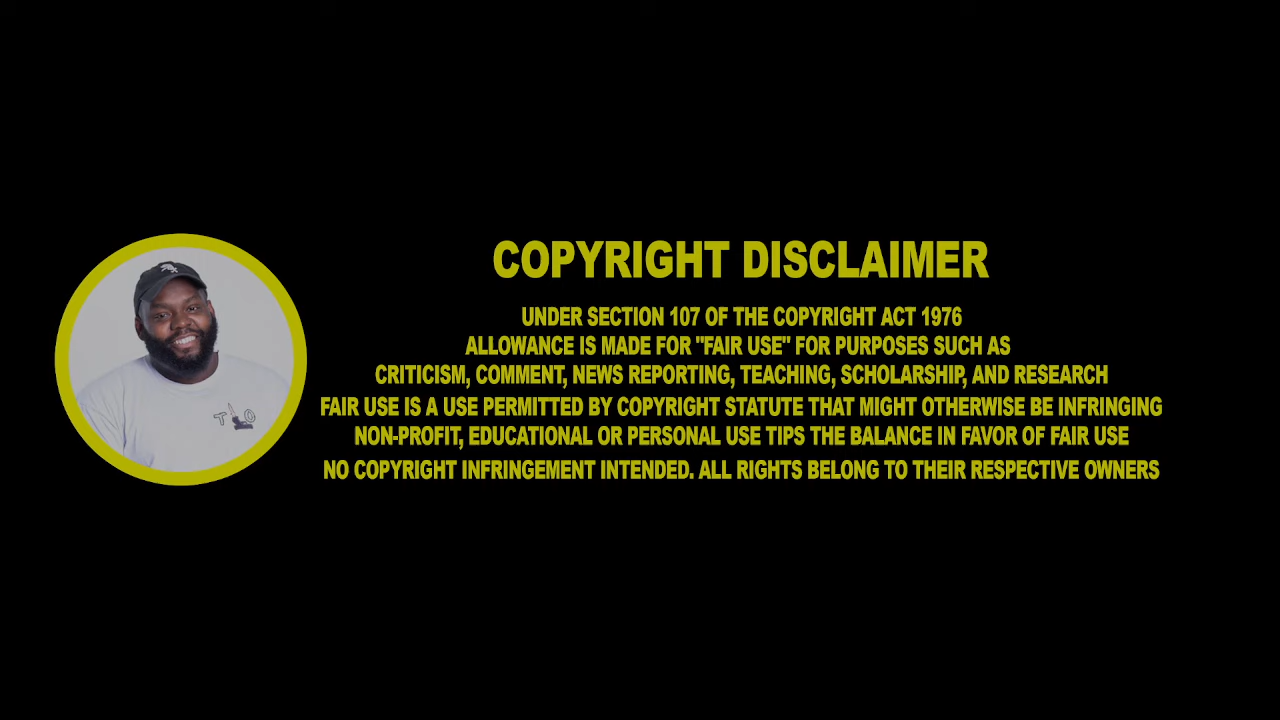 COPYRIGHT DISCLAIMER
UNDER SECTION 107 OF THE COPYRIGHT ACT 1976
ALLOWANCE IS MADE FOR "FAIR USE" FOR PURPOSES SUCH AS
CRITICISM, COMMENT, NEWS REPORTING, TEACHING, SCHOLARSHIP, AND RESEARCH
FAIR USE IS A USE PERMITTED BY COPYRIGHT STATUTE THAT MIGHT OTHERWISE BE INFRINGING
NON-PROFIT, EDUCATIONAL OR PERSONAL USE TIPS THE BALANCE IN FAVOR OF FAIR USE
NO COPYRIGHT INFRINGEMENT INTENDED. ALL RIGHTS BELONG TO THEIR RESPECTIVE OWNERS